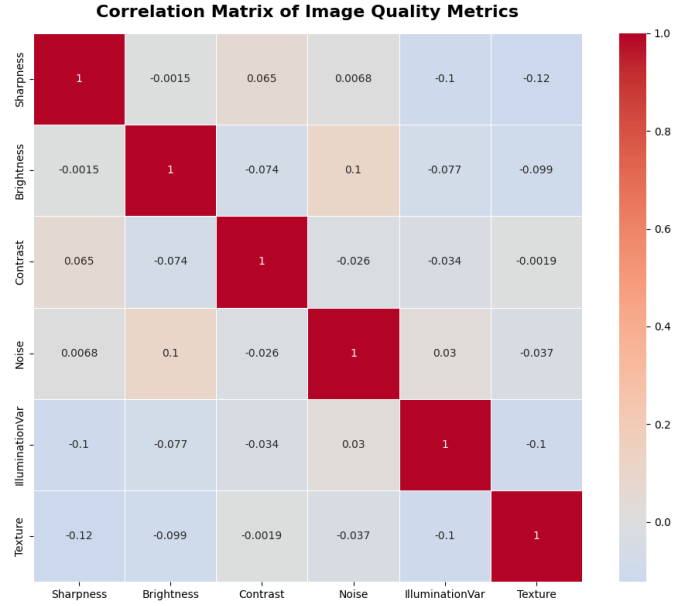 Correlation Matrix of Image Quality Metrics
Sharpness 1 -0.0015 0.065 0.0068 -0.1 -0.12
Brightness -0.0015 1 -0.074 0.1 -0.077 -0.099
Contrast 0.065 -0.074 1 -0.026 -0.034 -0.0019
Noise 0.0068 0.1 -0.026 1 0.03 -0.037
IlluminationVar -0.1 -0.077 -0.034 0.03 1 -0.1
Texture -0.12 -0.099 -0.0019 -0.037 -0.1 1
Sharpness Brightness Contrast Noise IlluminationVar Texture
1.0
0.8
0.6
0.4
0.2
0.0